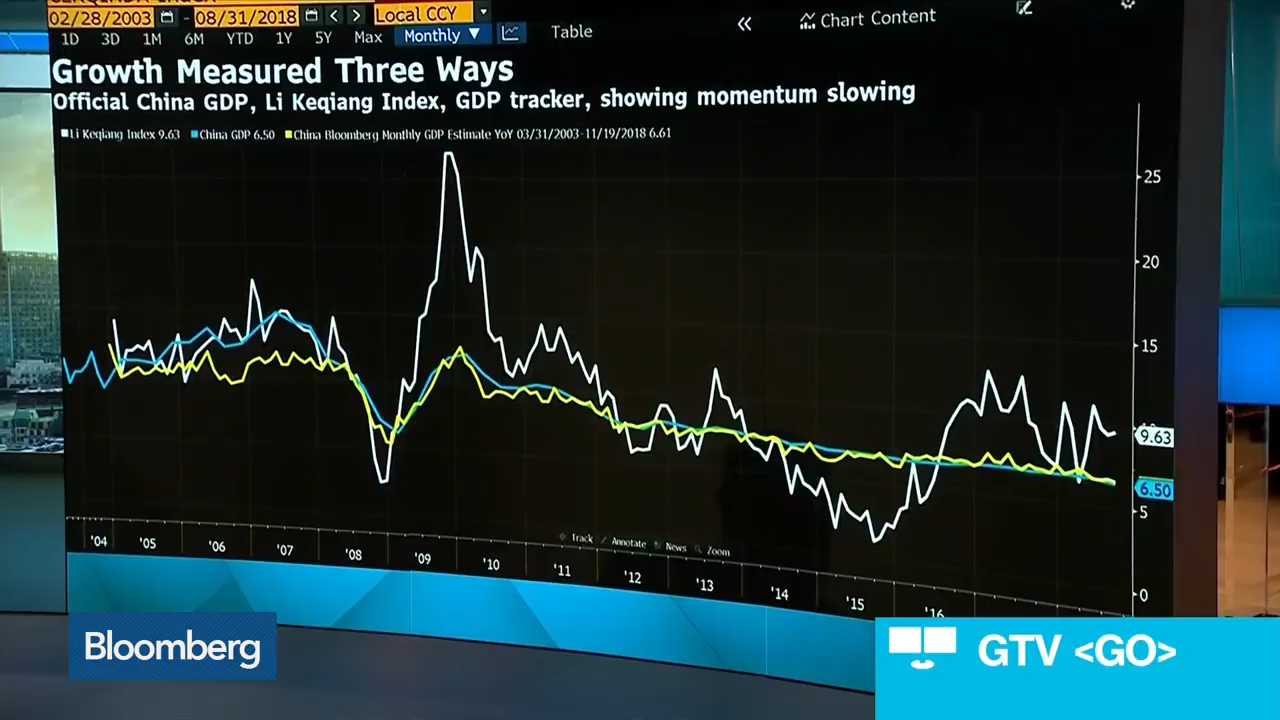 02/28/2003 - 08/31/2018 < > Local CCY
1D 3D 1M 6M YTD 1Y 5Y Max Monthly ▼ Table « Chart Content
Growth Measured Three Ways
Official China GDP, Li Keqiang Index, GDP tracker, showing momentum slowing
Li Keqiang Index 9.63 China GDP 6.50 China Bloomberg Monthly GDP Estimate YoY 03/31/2003-11/19/2018 6.61
25
20
15
9.63
6.50
5
0
Track Annotate News Zoom
'04 '05 '06 '07 '08 '09 '10 '11 '12 '13 '14 '15 '16
Bloomberg
GTV <GO>